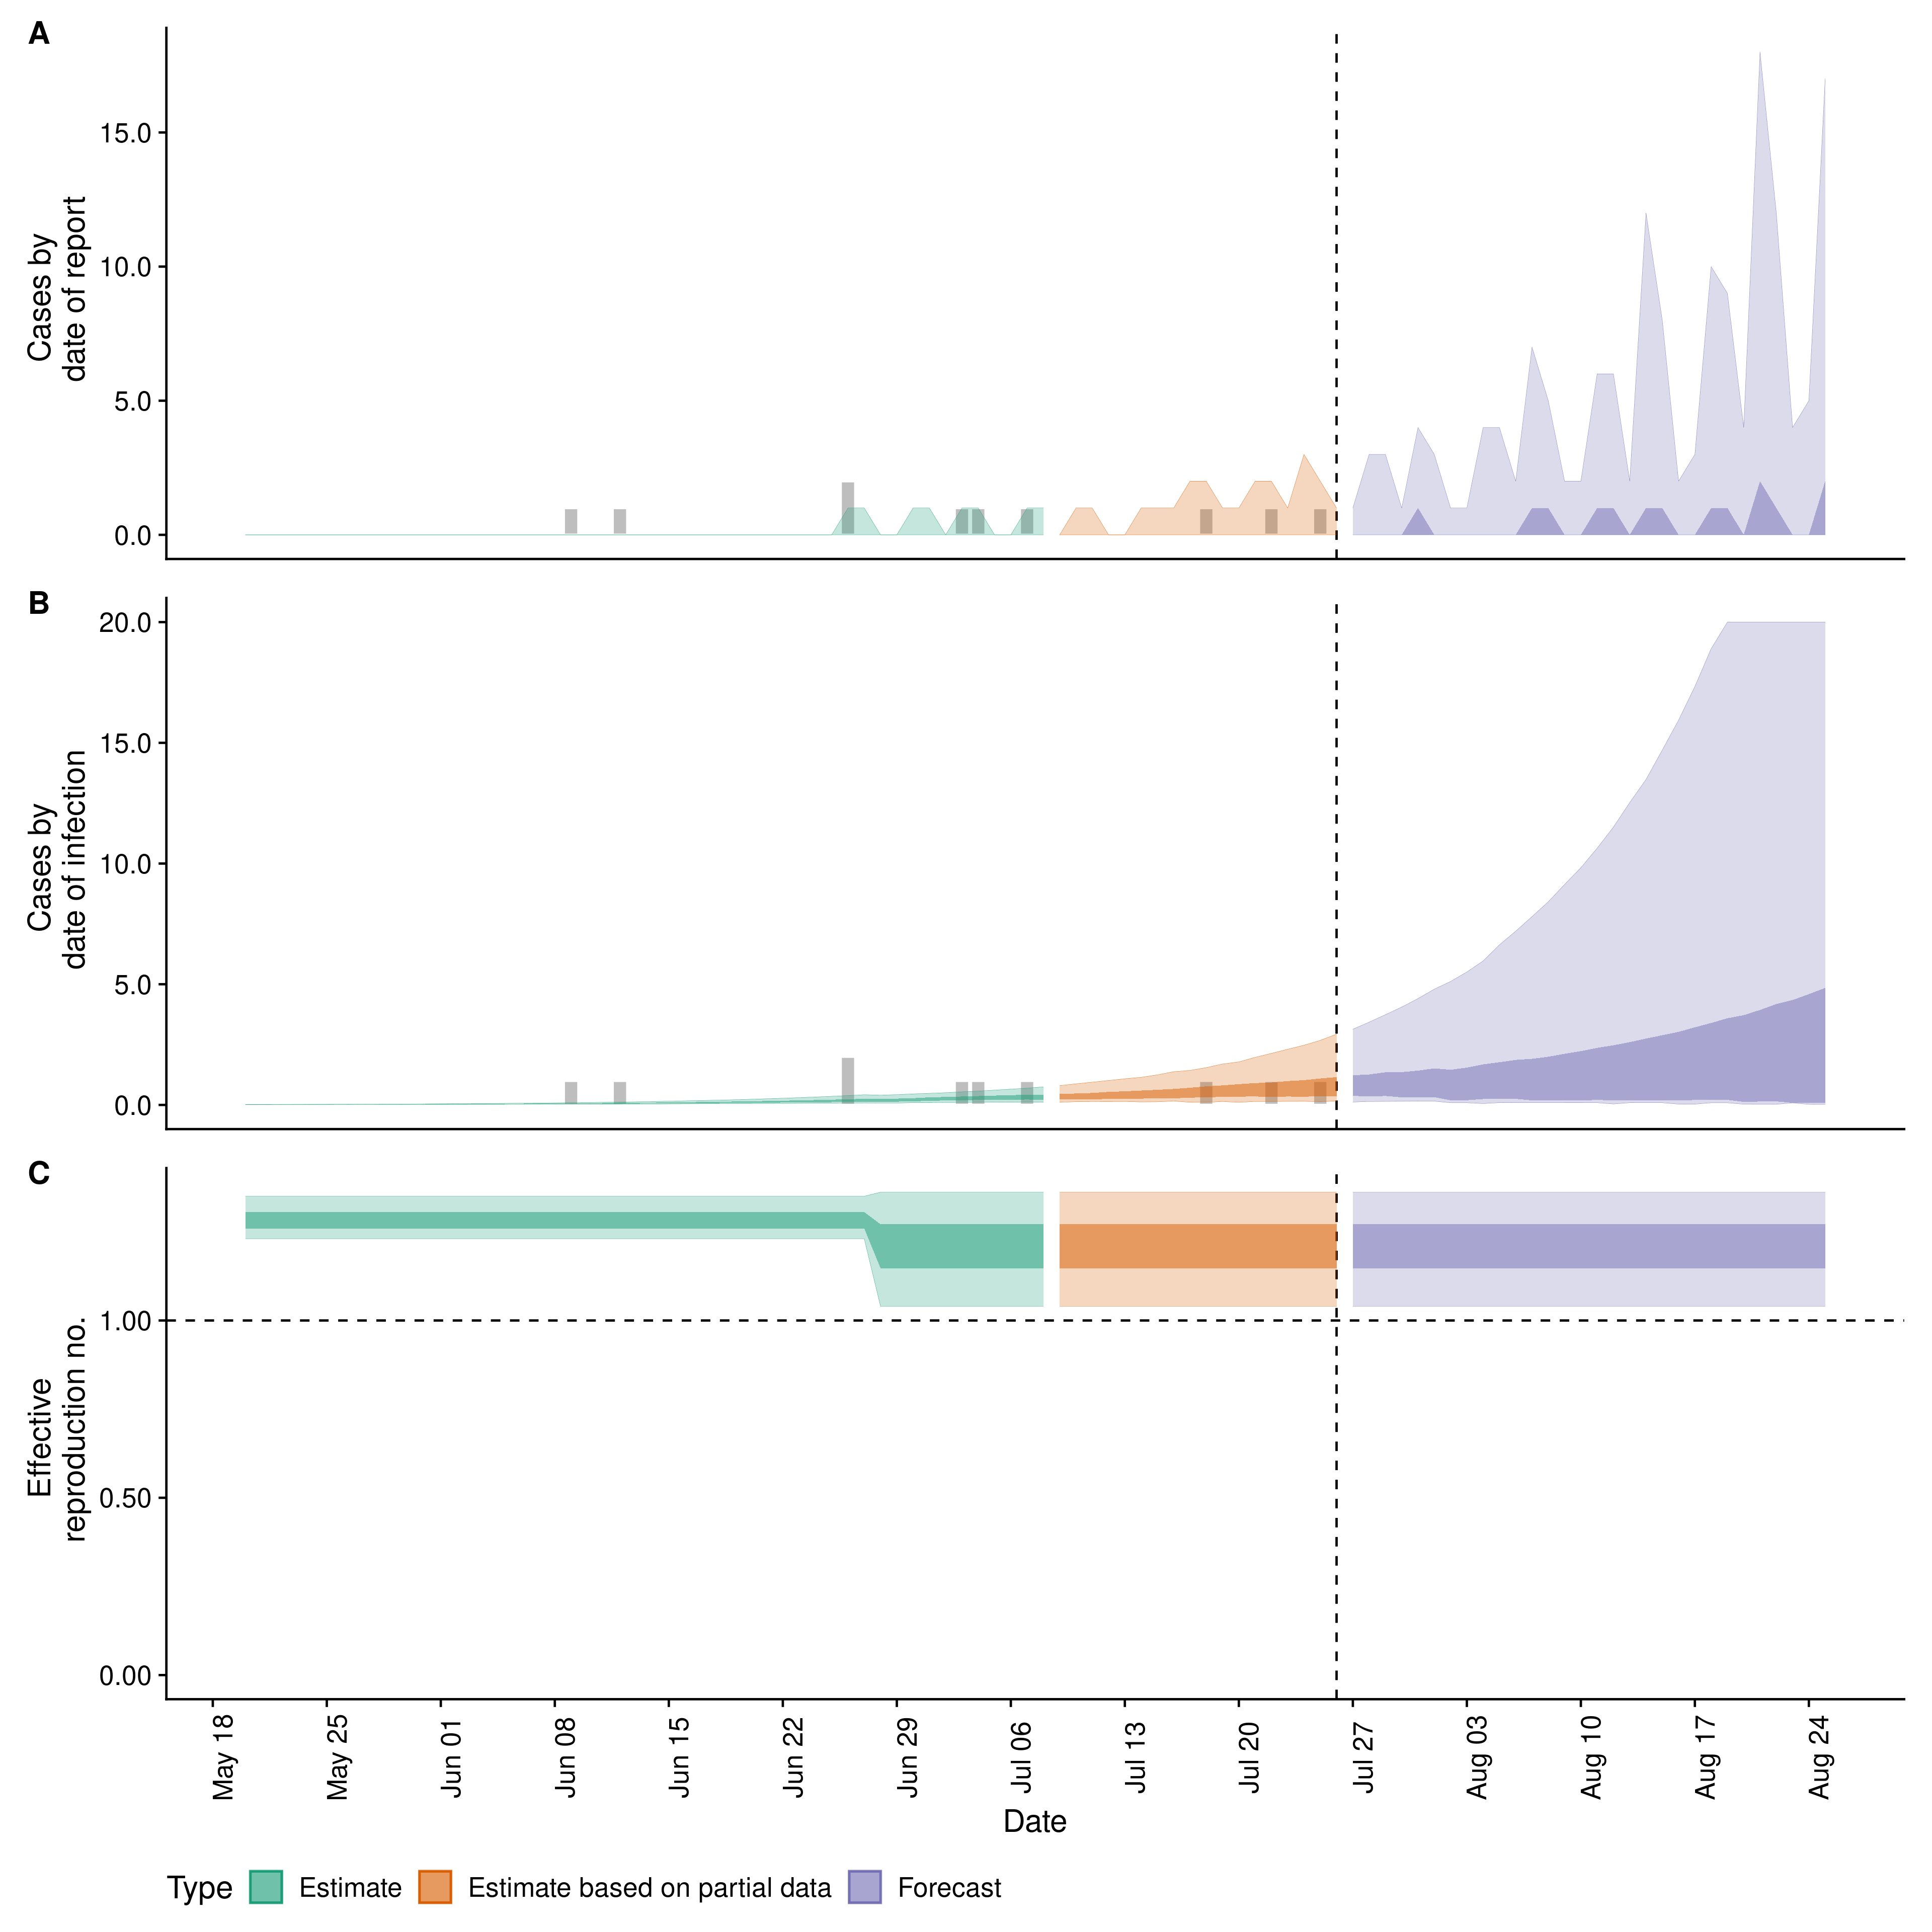 A
Cases by
date of report
15.0
10.0
5.0
0.0
B
Cases by
date of infection
20.0
15.0
10.0
5.0
0.0
C
Effective
reproduction no.
1.00
0.50
0.00
May 18
May 25
Jun 01
Jun 08
Jun 15
Jun 22
Jun 29
Jul 06
Jul 13
Jul 20
Jul 27
Aug 03
Aug 10
Aug 17
Aug 24
Date
Type Estimate Estimate based on partial data Forecast